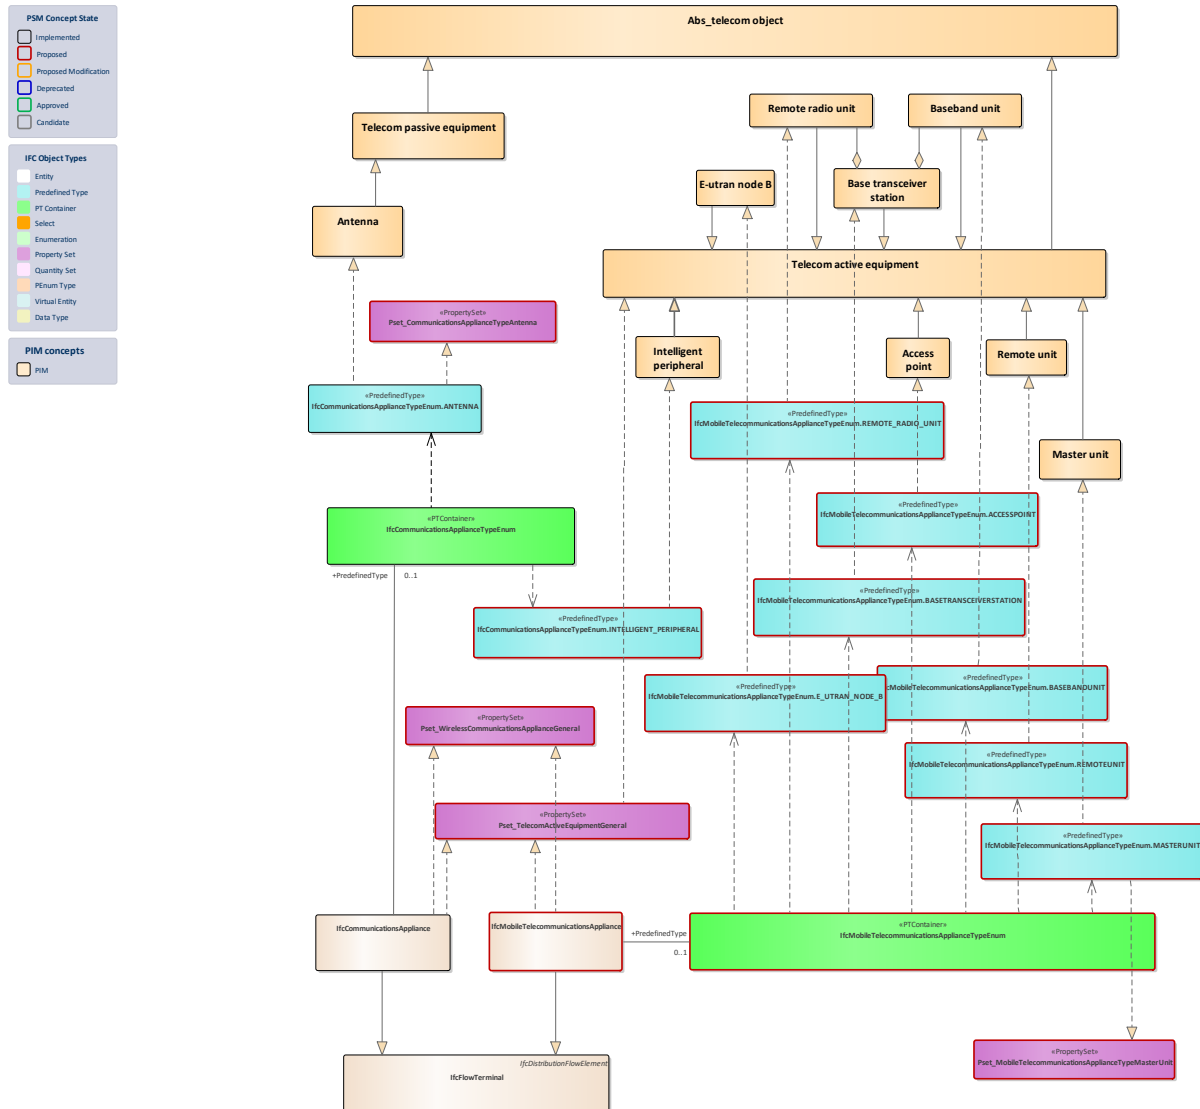 PSM Concept State
Implemented
Proposed
Proposed Modification
Deprecated
Approved
Candidate
IFC Object Types
Entity
Predefined Type
PT Container
Select
Enumeration
Property Set
Quantity Set
PEnum Type
Virtual Entity
Data Type
PIM concepts
PIM
Abs_telecom object
Telecom passive equipment
Remote radio unit
Baseband unit
E-utran node B
Base transceiver
station
Antenna
Telecom active equipment
«PropertySet»
Pset_CommunicationsApplianceTypeAntenna
Intelligent
peripheral
Access
point
Remote unit
«PredefinedType»
IfcCommunicationsApplianceTypeEnum.ANTENNA
«PredefinedType»
IfcMobileTelecommunicationsApplianceTypeEnum.REMOTE_RADIO_UNIT
Master unit
«PredefinedType»
IfcMobileTelecommunicationsApplianceTypeEnum.ACCESSPOINT
«PTContainer»
IfcCommunicationsApplianceTypeEnum
+PredefinedType
0..1
«PredefinedType»
IfcMobileTelecommunicationsApplianceTypeEnum.BASETRANSCEIVERSTATION
«PredefinedType»
IfcCommunicationsApplianceTypeEnum.INTELLIGENT_PERIPHERAL
«PredefinedType»
IfcMobileTelecommunicationsApplianceTypeEnum.E_UTRAN_NODE_B
«PredefinedType»
IfcMobileTelecommunicationsApplianceTypeEnum.BASEBANDUNIT
«PropertySet»
Pset_WirelessCommunicationsApplianceGeneral
«PredefinedType»
IfcMobileTelecommunicationsApplianceTypeEnum.REMOTEUNIT
«PropertySet»
Pset_TelecomActiveEquipmentGeneral
«PredefinedType»
IfcMobileTelecommunicationsApplianceTypeEnum.MASTERUNIT
IfcCommunicationsAppliance
IfcMobileTelecommunicationsAppliance
+PredefinedType
0..1
«PTContainer»
IfcMobileTelecommunicationsApplianceTypeEnum
«PropertySet»
Pset_MobileTelecommunicationsApplianceTypeMasterUnit
IfcDistributionFlowElement
IfcFlowTerminal